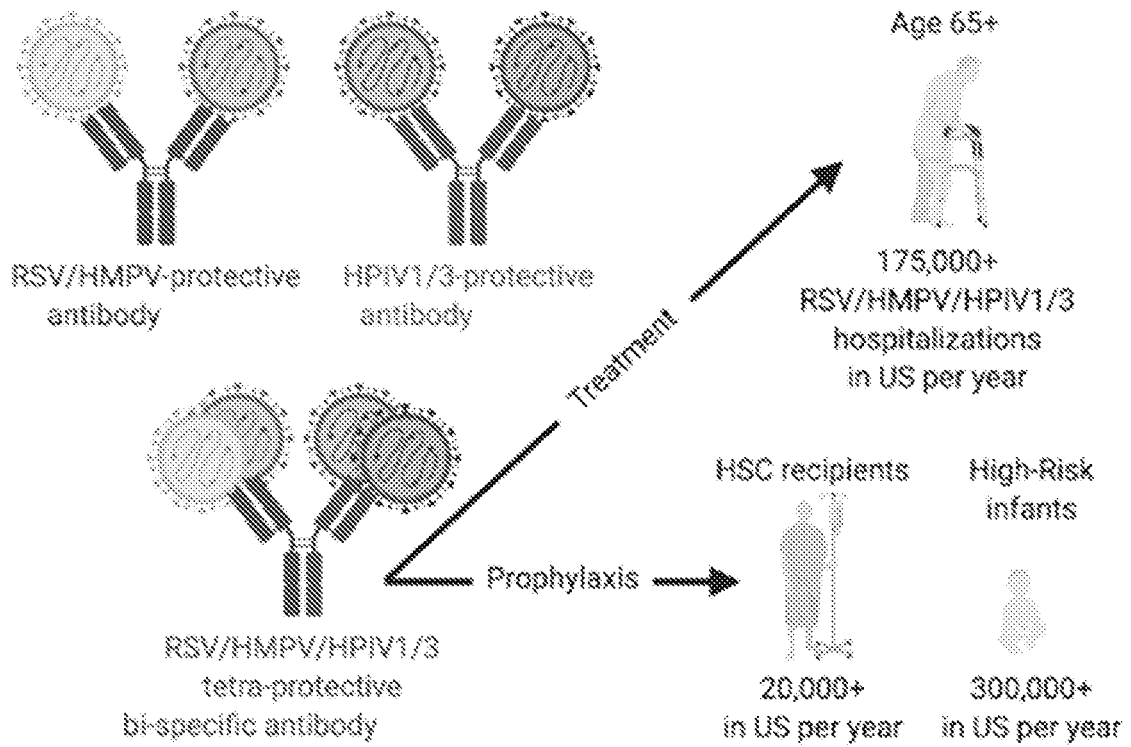 Age 65+
RSV/HMPV-protective
antibody
HPIV1/3-protective
antibody
175,000+
RSV/HMPV/HPIV1/3
hospitalizations
in US per year
Treatment
HSC recipients
High-Risk
infants
Prophylaxis
RSV/HMPV/HPIV1/3
tetra-protective
bi-specific antibody
20,000+
in US per year
300,000+
in US per year